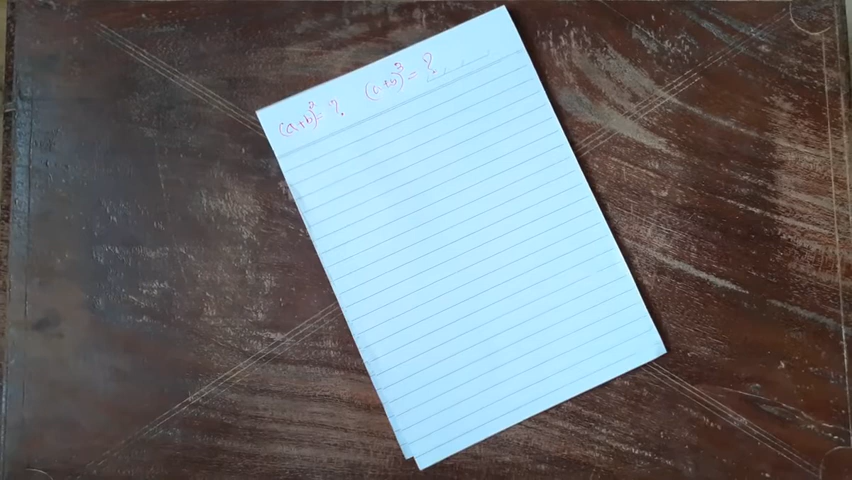 (a+b)²= ? (a+b)³ = ?